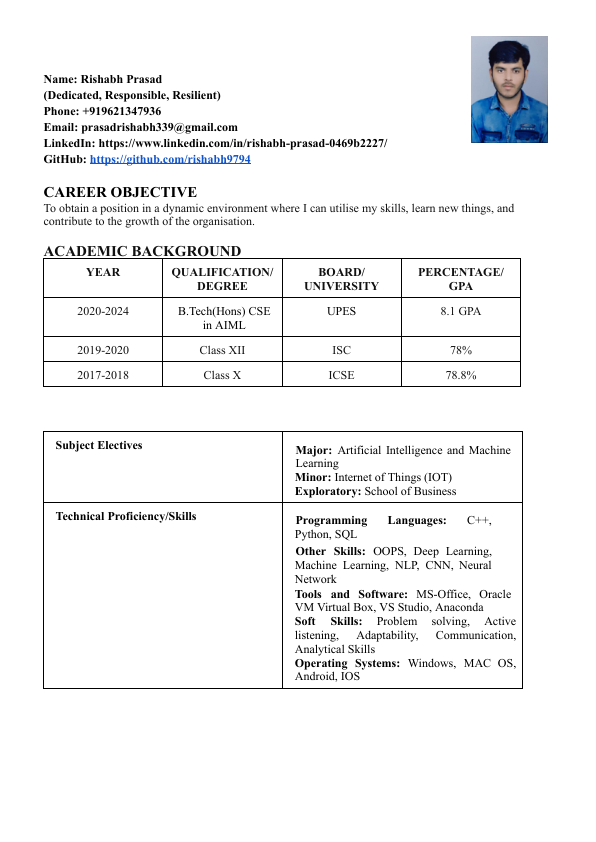 Name: Rishabh Prasad
(Dedicated, Responsible, Resilient)
Phone: +919621347936
Email: prasadrishabh339@gmail.com
LinkedIn: https://www.linkedin.com/in/rishabh-prasad-0469b2227/
GitHub: https://github.com/rishabh9794
CAREER OBJECTIVE
To obtain a position in a dynamic environment where I can utilise my skills, learn new things, and
contribute to the growth of the organisation.
ACADEMIC BACKGROUND
YEAR QUALIFICATION/ BOARD/ PERCENTAGE/
DEGREE UNIVERSITY GPA
2020-2024 B.Tech(Hons) CSE UPES 8.1 GPA
in AIML
2019-2020 Class XII ISC 78%
2017-2018 Class X ICSE 78.8%
Subject Electives
Major: Artificial Intelligence and Machine
Learning
Minor: Internet of Things (IOT)
Exploratory: School of Business
Technical Proficiency/Skills
Programming Languages: C++,
Python, SQL
Other Skills: OOPS, Deep Learning,
Machine Learning, NLP, CNN, Neural
Network
Tools and Software: MS-Office, Oracle
VM Virtual Box, VS Studio, Anaconda
Soft Skills: Problem solving, Active
listening, Adaptability, Communication,
Analytical Skills
Operating Systems: Windows, MAC OS,
Android, IOS